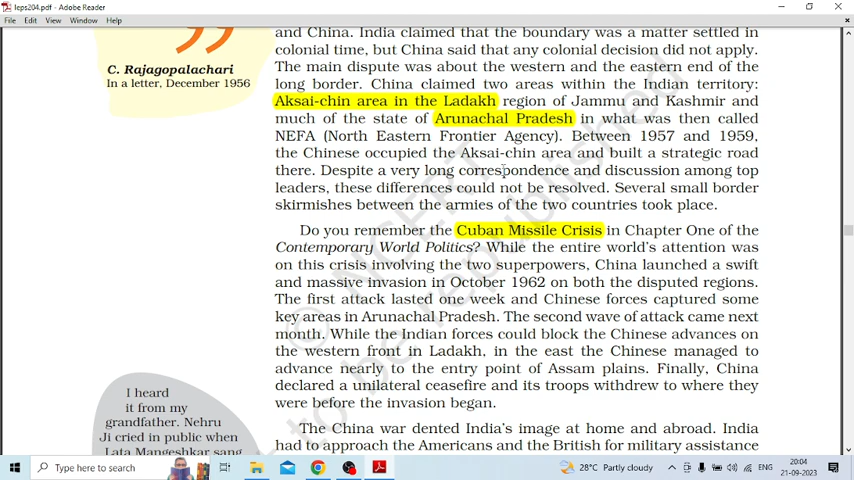 leps204.pdf - Adobe Reader
File Edit View Window Help
C. Rajagopalachari
In a letter, December 1956
and China. India claimed that the boundary was a matter settled in
colonial time, but China said that any colonial decision did not apply.
The main dispute was about the western and the eastern end of the
long border. China claimed two areas within the Indian territory:
Aksai-chin area in the Ladakh region of Jammu and Kashmir and
much of the state of Arunachal Pradesh in what was then called
NEFA (North Eastern Frontier Agency). Between 1957 and 1959,
the Chinese occupied the Aksai-chin area and built a strategic road
there. Despite a very long correspondence and discussion among top
leaders, these differences could not be resolved. Several small border
skirmishes between the armies of the two countries took place.
Do you remember the Cuban Missile Crisis in Chapter One of the
Contemporary World Politics? While the entire world's attention was
on this crisis involving the two superpowers, China launched a swift
and massive invasion in October 1962 on both the disputed regions.
The first attack lasted one week and Chinese forces captured some
key areas in Arunachal Pradesh. The second wave of attack came next
month. While the Indian forces could block the Chinese advances on
the western front in Ladakh, in the east the Chinese managed to
advance nearly to the entry point of Assam plains. Finally, China
declared a unilateral ceasefire and its troops withdrew to where they
were before the invasion began.
I heard
it from my
grandfather. Nehru
Ji cried in public when
Lata Mangeshkar sang
The China war dented India's image at home and abroad. India
had to approach the Americans and the British for military assistance
© NCERT
to be republished
Type here to search
28°C Partly cloudy
ENG
20:04
21-09-2023